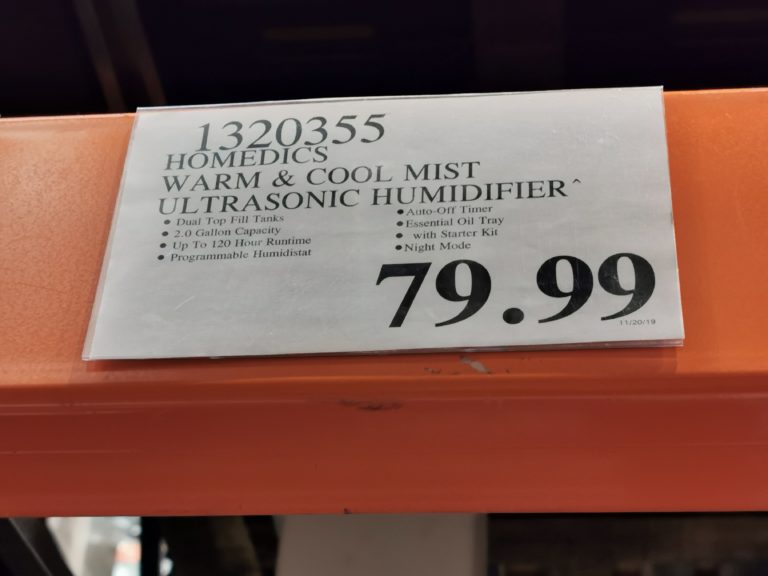 1320355
HOMEDICS
WARM & COOL MIST
ULTRASONIC HUMIDIFIER^
• Dual Top Fill Tanks
• 2.0 Gallon Capacity
• Up To 120 Hour Runtime
• Programmable Humidistat
• Auto-Off Timer
• Essential Oil Tray
• with Starter Kit
• Night Mode
79.99
11/20/19